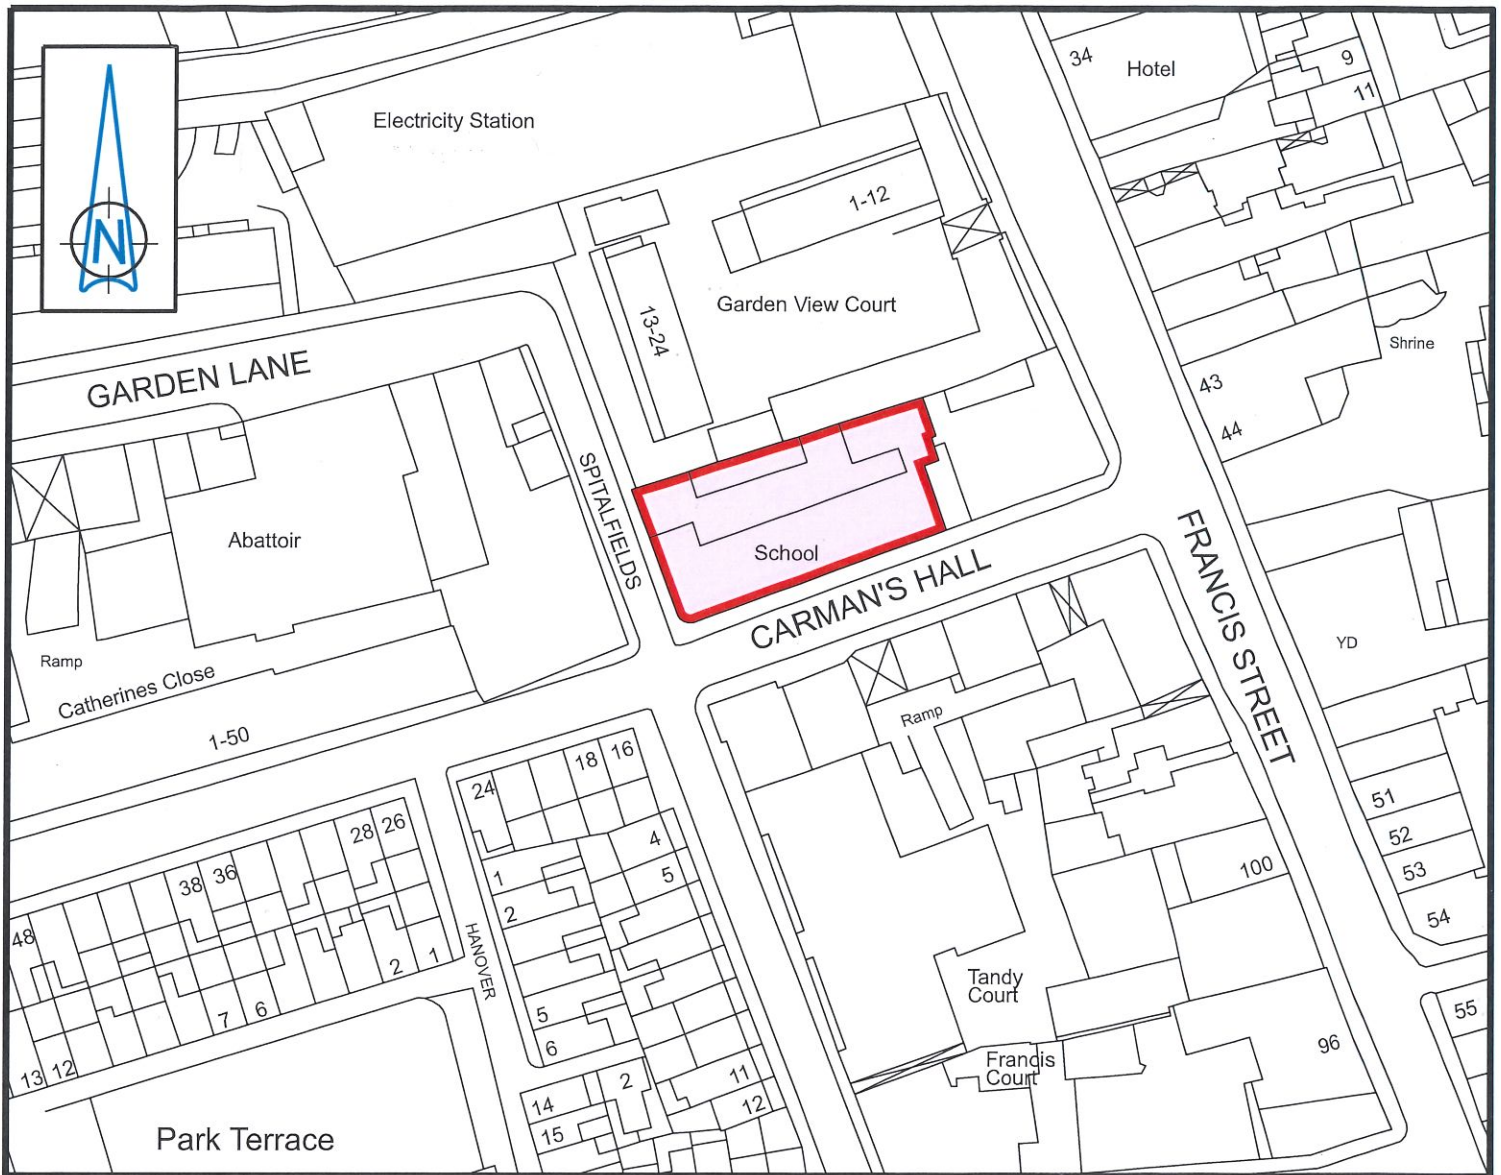 34
Hotel
9
11
Electricity Station
N
1-12
Garden View Court
13-24
Shrine
GARDEN LANE
43
44
SPITALFIELDS
Abattoir
School
CARMAN'S HALL
FRANCIS STREET
Ramp
YD
Catherines Close
Ramp
1-50
24
18
16
51
52
53
54
28
26
38
36
48
4
5
1
2
100
HANOVER
1
2
7
6
5
6
13
12
Tandy
Court
Francis
Court
55
96
2
11
12
14
15
Park Terrace